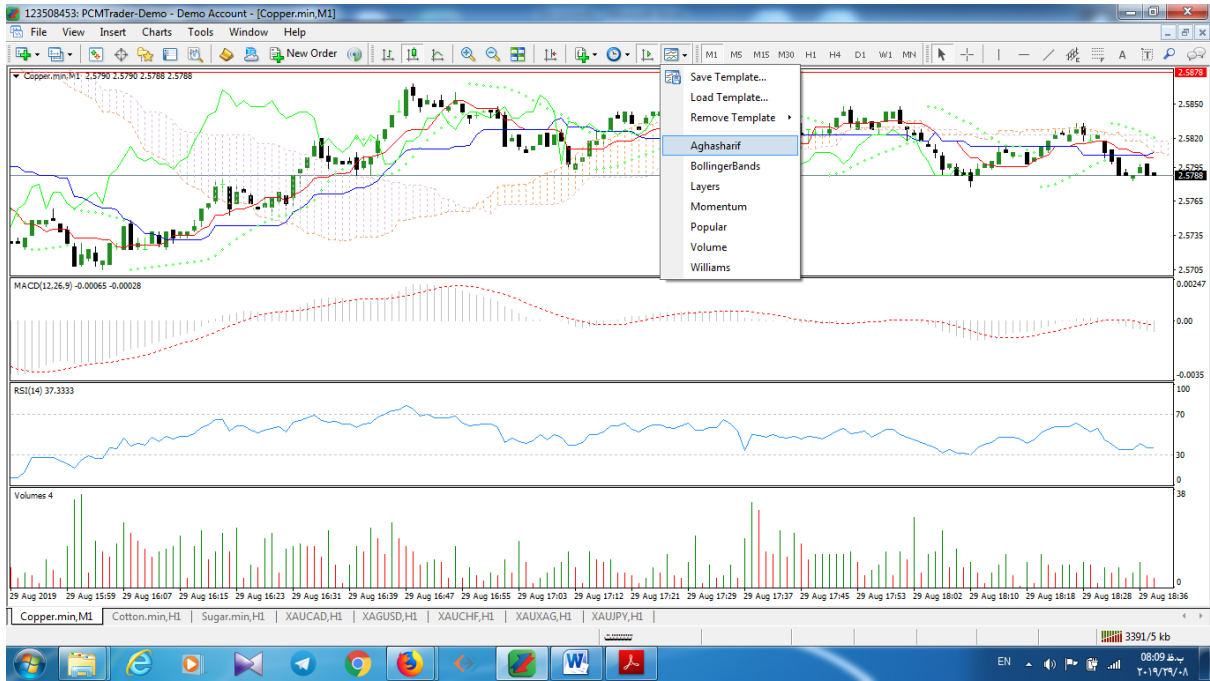 123508453: PCMTrader-Demo - Demo Account - [Copper.min,M1]
File View Insert Charts Tools Window Help
New Order M1 M5 M15 M30 H1 H4 D1 W1 MN A T
Copper.min,M1 2.5790 2.5790 2.5788 2.5788
2.5878
2.5850
2.5820
2.5795
2.5788
2.5765
2.5735
2.5705
Save Template...
Load Template...
Remove Template
Aghasharif
BollingerBands
Layers
Momentum
Popular
Volume
Williams
MACD(12,26,9) -0.00065 -0.00028
0.00247
0.00
-0.0035
RSI(14) 37.3333
100
70
30
0
Volumes 4
38
0
29 Aug 2019 29 Aug 15:59 29 Aug 16:07 29 Aug 16:15 29 Aug 16:23 29 Aug 16:31 29 Aug 16:39 29 Aug 16:47 29 Aug 16:55 29 Aug 17:03 29 Aug 17:12 29 Aug 17:21 29 Aug 17:29 29 Aug 17:37 29 Aug 17:45 29 Aug 17:53 29 Aug 18:02 29 Aug 18:10 29 Aug 18:18 29 Aug 18:28 29 Aug 18:36
Copper.min,M1 Cotton.min,H1 Sugar.min,H1 XAUCAD,H1 XAGUSD,H1 XAUCHF,H1 XAUXAG,H1 XAUJPY,H1
3391/5 kb
EN 08:09 ب.ظ
٢٠١٩/٢٩/٠٨